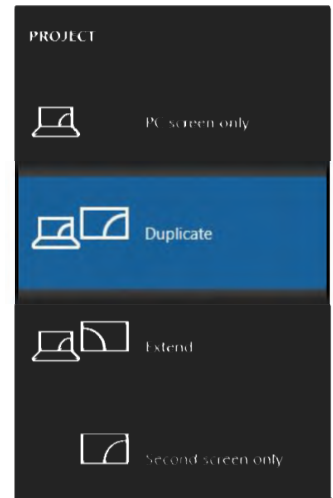 PROJECT
PC screen only
Duplicate
Extend
Second screen only